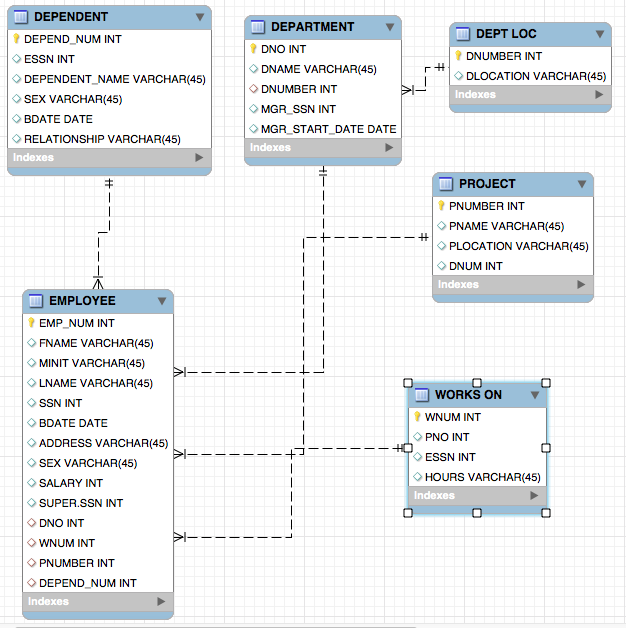 DEPENDENT
DEPEND_NUM INT
ESSN INT
DEPENDENT_NAME VARCHAR(45)
SEX VARCHAR(45)
BDATE DATE
RELATIONSHIP VARCHAR(45)
Indexes
DEPARTMENT
DNO INT
DNAME VARCHAR(45)
DNUMBER INT
MGR_SSN INT
MGR_START_DATE DATE
Indexes
DEPT LOC
DNUMBER INT
DLOCATION VARCHAR(45)
Indexes
PROJECT
PNUMBER INT
PNAME VARCHAR(45)
PLOCATION VARCHAR(45)
DNUM INT
Indexes
EMPLOYEE
EMP_NUM INT
FNAME VARCHAR(45)
MINIT VARCHAR(45)
LNAME VARCHAR(45)
SSN INT
BDATE DATE
ADDRESS VARCHAR(45)
SEX VARCHAR(45)
SALARY INT
SUPER.SSN INT
DNO INT
WNUM INT
PNUMBER INT
DEPEND_NUM INT
Indexes
WORKS ON
WNUM INT
PNO INT
ESSN INT
HOURS VARCHAR(45)
Indexes